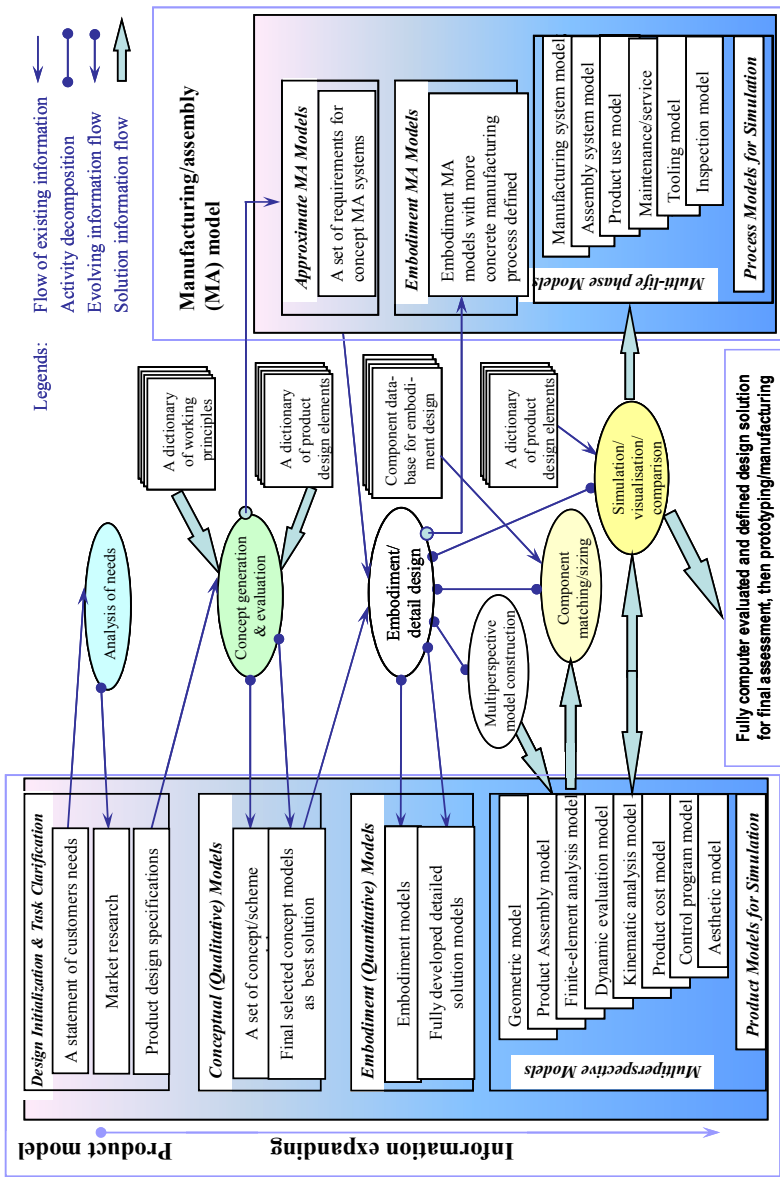 Legends:
Flow of existing information
Activity decomposition
Evolving information flow
Solution information flow
Product model
Information expanding
Design Initialization & Task Clarification
A statement of customers needs
Market research
Product design specifications
Conceptual (Qualitative) Models
A set of concept/scheme
Final selected concept models
as best solution
Embodiment (Quantitative) Models
Embodiment models
Fully developed detailed
solution models
Multiperspective Models
Geometric model
Product Assembly model
Finite-element analysis model
Dynamic evaluation model
Kinematic analysis model
Product cost model
Control program model
Aesthetic model
Product Models for Simulation
Analysis of needs
Concept generation
& evaluation
A dictionary
of working
principles
A dictionary
of product
design elements
Embodiment/
detail design
Component data-
base for embodi-
ment design
Multiperspective
model construction
Component
matching/sizing
A dictionary
of product
design elements
Simulation/
visualisation/
comparison
Fully computer evaluated and defined design solution
for final assessment, then prototyping/manufacturing
Manufacturing/assembly
(MA) model
Approximate MA Models
A set of requirements for
concept MA systems
Embodiment MA Models
Embodiment MA
models with more
concrete manufacturing
process defined
Multi-life phase Models
Manufacturing system model
Assembly system model
Product use model
Maintenance/service
Tooling model
Inspection model
Process Models for Simulation